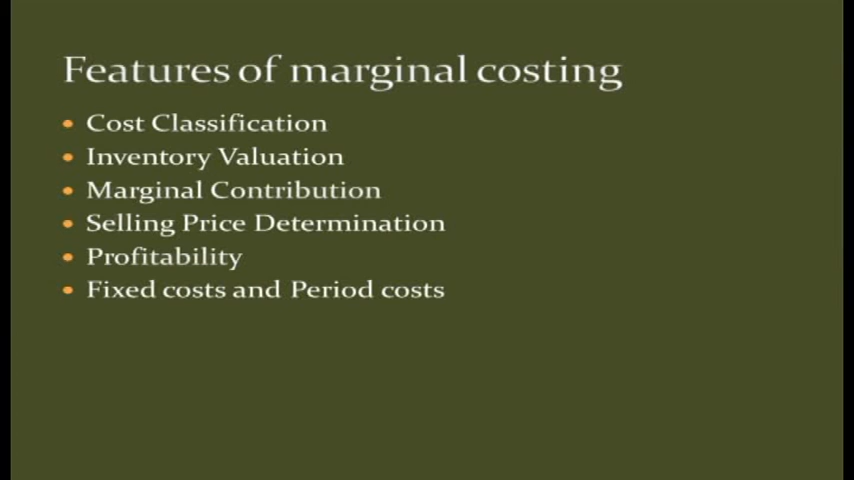 Features of marginal costing
• Cost Classification
• Inventory Valuation
• Marginal Contribution
• Selling Price Determination
• Profitability
• Fixed costs and Period costs